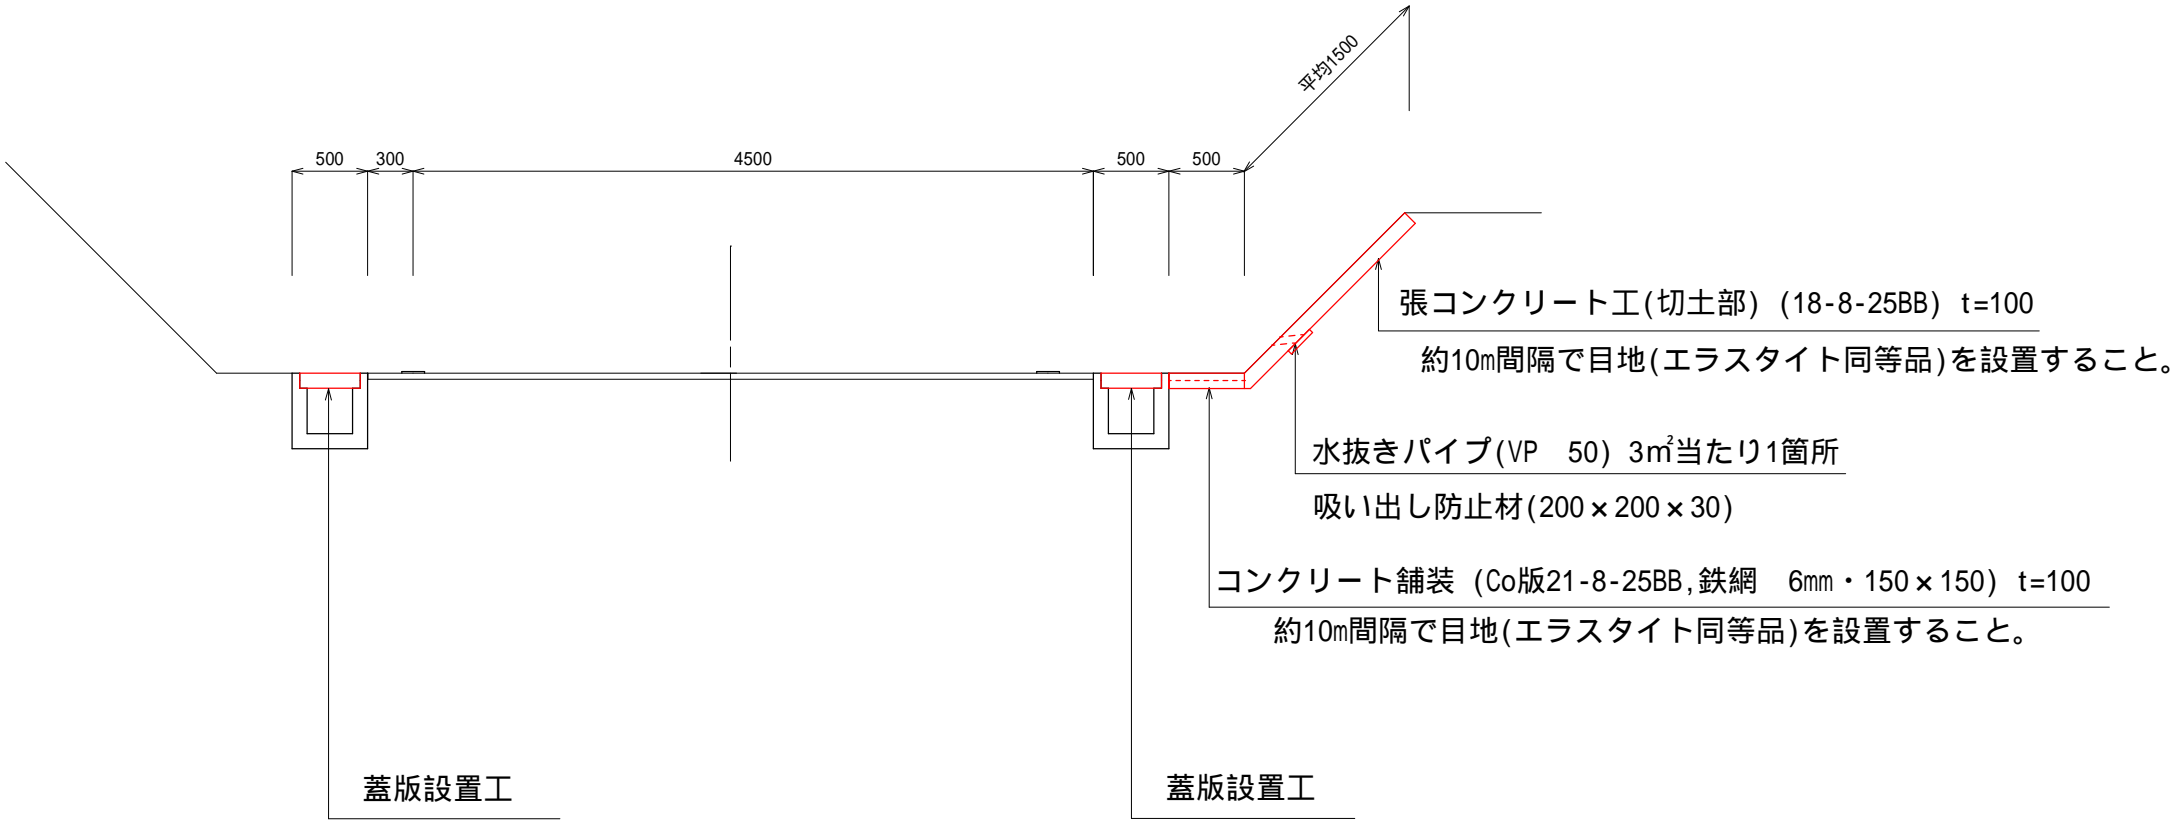 平均1500
500 300 4500 500 500
張コンクリート工(切土部) (18-8-25BB) t=100
約10m間隔で目地(エラスタイト同等品)を設置すること。
水抜きパイプ(VP　50) 3㎡当たり1箇所
吸い出し防止材(200×200×30)
コンクリート舗装 (Co版21-8-25BB,鉄網　6mm・150×150) t=100
約10m間隔で目地(エラスタイト同等品)を設置すること。
蓋版設置工
蓋版設置工